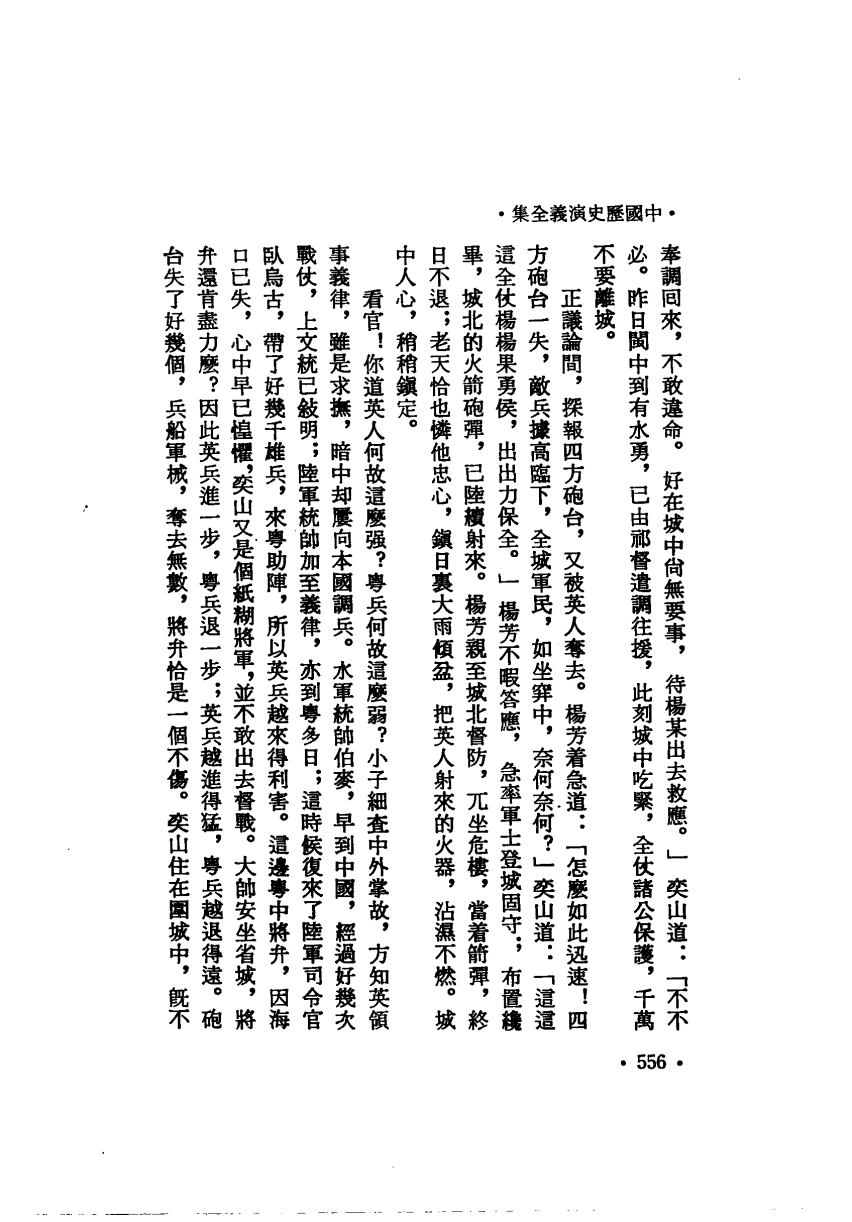 ·中國歷史演義全集·
奉調回來，不敢違命。好在城中尙無要事，待楊某出去救應。」奕山道：「不不
必。昨日閩中到有水勇，已由祁督遣調往援，此刻城中吃緊，全仗諸公保護，千萬
不要離城。
正議論間，探報四方砲台，又被英人奪去。楊芳着急道：「怎麼如此迅速！四
方砲台一失，敵兵據高臨下，全城軍民，如坐穽中，奈何奈何？」奕山道：「這這
這全仗楊楊果勇侯，出出力保全。」楊芳不暇答應，急率軍士登城固守；布置纔
畢，城北的火箭砲彈，已陸續射來。楊芳親至城北督防，兀坐危樓，當着箭彈，終
日不退；老天恰也憐他忠心，鎭日裏大雨傾盆，把英人射來的火器，沾濕不燃。城
中人心，稍稍鎭定。
看官！你道英人何故這麼强？粵兵何故這麼弱？小子細查中外掌故，方知英領
事義律，雖是求撫，暗中却屢向本國調兵。水軍統帥伯麥，早到中國，經過好幾次
戰仗，上文統已敍明；陸軍統帥加至義律，亦到粵多日；這時候復來了陸軍司令官
臥烏古，帶了好幾千雄兵，來粵助陣，所以英兵越來得利害。這邊粵中將弁，因海
口已失，心中早已惶懼，奕山又是個紙糊將軍，並不敢出去督戰。大帥安坐省城，將
弁還肯盡力麼？因此英兵進一步，粵兵退一步；英兵越進得猛，粵兵越退得遠。砲
台失了好幾個，兵船軍械，奪去無數，將弁恰是一個不傷。奕山住在圍城中，旣不
·556·